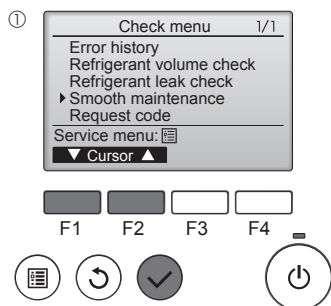 ①
Check menu 1/1
Error history
Refrigerant volume check
Refrigerant leak check
Smooth maintenance
Request code
Service menu:
▼ Cursor ▲
F1 F2 F3 F4